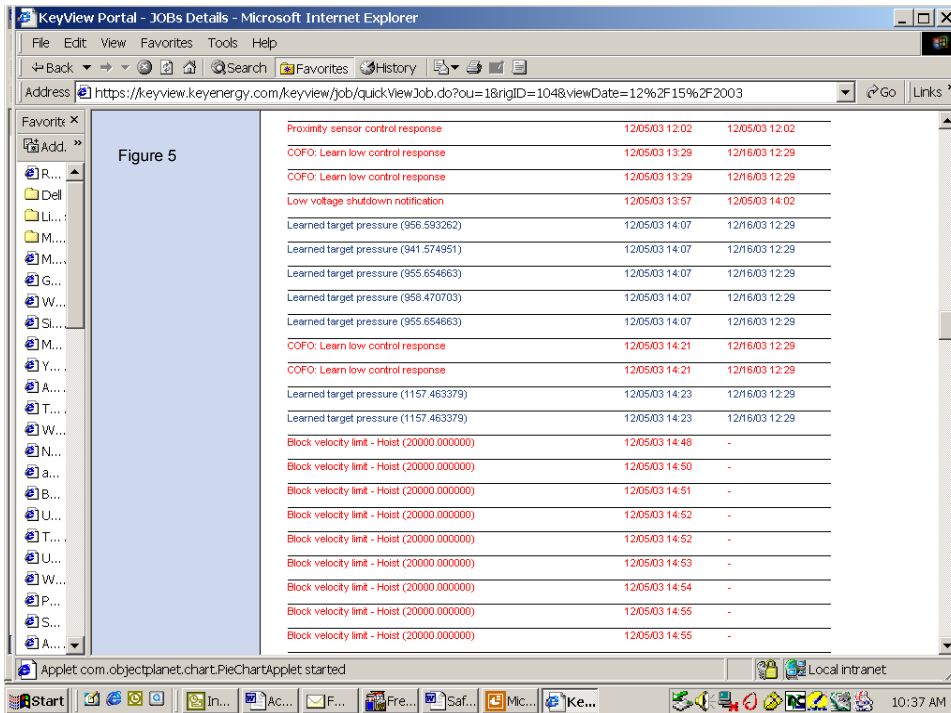 KeyView Portal - JOBs Details - Microsoft Internet Explorer
File Edit View Favorites Tools Help
Back Search Favorites History
Address https://keyview.keyenergy.com/keyview/job/quickViewJob.do?ou=1&rigID=104&viewDate=12%2F15%2F2003 Go Links »
Favorite ×
Add. »
R...
Dell
Li...
M...
M...
G...
W...
Si...
M...
Y...
A...
T...
W...
N...
a...
B...
U...
T...
U...
W...
P...
S...
A...
Figure 5
Proximity sensor control response 12/05/03 12:02 12/05/03 12:02
COFO: Learn low control response 12/05/03 13:29 12/16/03 12:29
COFO: Learn low control response 12/05/03 13:29 12/16/03 12:29
Low voltage shutdown notification 12/05/03 13:57 12/05/03 14:02
Learned target pressure (956.593262) 12/05/03 14:07 12/16/03 12:29
Learned target pressure (941.574951) 12/05/03 14:07 12/16/03 12:29
Learned target pressure (955.654663) 12/05/03 14:07 12/16/03 12:29
Learned target pressure (958.470703) 12/05/03 14:07 12/16/03 12:29
Learned target pressure (955.654663) 12/05/03 14:07 12/16/03 12:29
COFO: Learn low control response 12/05/03 14:21 12/16/03 12:29
COFO: Learn low control response 12/05/03 14:21 12/16/03 12:29
Learned target pressure (1157.463379) 12/05/03 14:23 12/16/03 12:29
Learned target pressure (1157.463379) 12/05/03 14:23 12/16/03 12:29
Block velocity limit - Hoist (20000.000000) 12/05/03 14:48 -
Block velocity limit - Hoist (20000.000000) 12/05/03 14:50 -
Block velocity limit - Hoist (20000.000000) 12/05/03 14:51 -
Block velocity limit - Hoist (20000.000000) 12/05/03 14:52 -
Block velocity limit - Hoist (20000.000000) 12/05/03 14:52 -
Block velocity limit - Hoist (20000.000000) 12/05/03 14:53 -
Block velocity limit - Hoist (20000.000000) 12/05/03 14:54 -
Block velocity limit - Hoist (20000.000000) 12/05/03 14:55 -
Block velocity limit - Hoist (20000.000000) 12/05/03 14:55 -
Applet com.objectplanet.chart.PieChartApplet started Local intranet
Start In... Ac... F... Fre... Saf... Mic... Ke... 10:37 AM